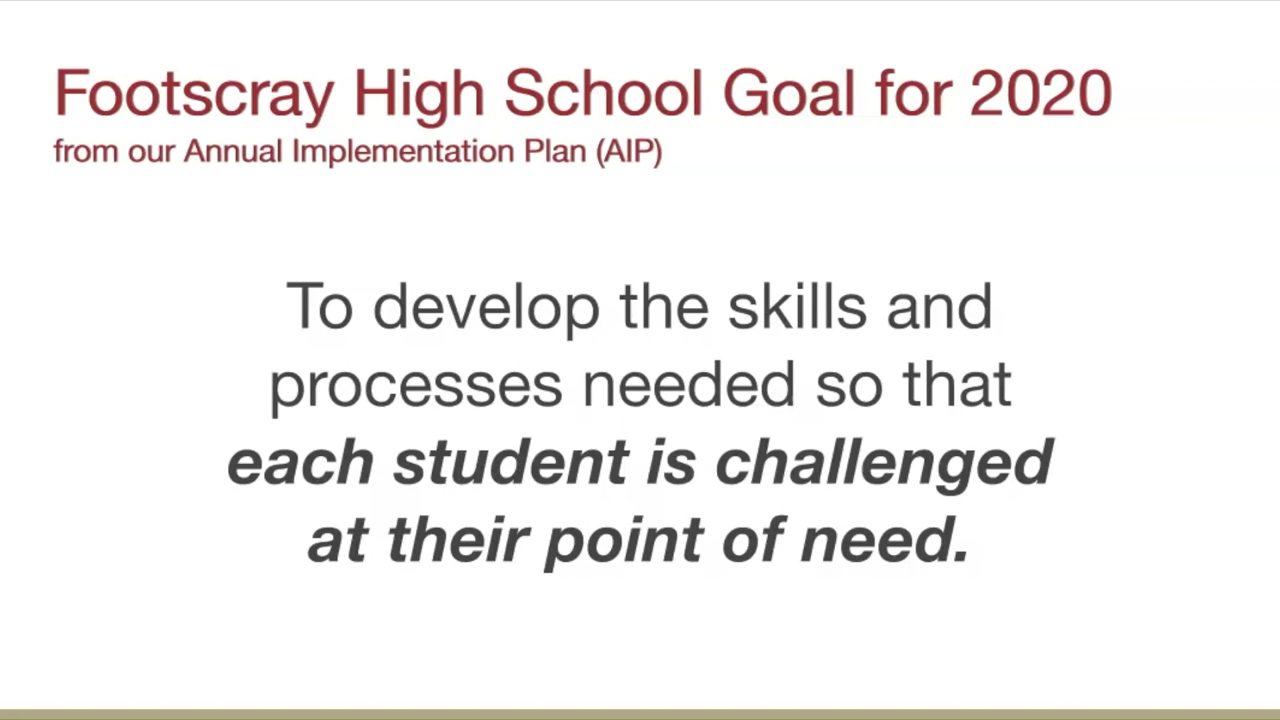 Footscray High School Goal for 2020
from our Annual Implementation Plan (AIP)
To develop the skills and
processes needed so that
each student is challenged
at their point of need.